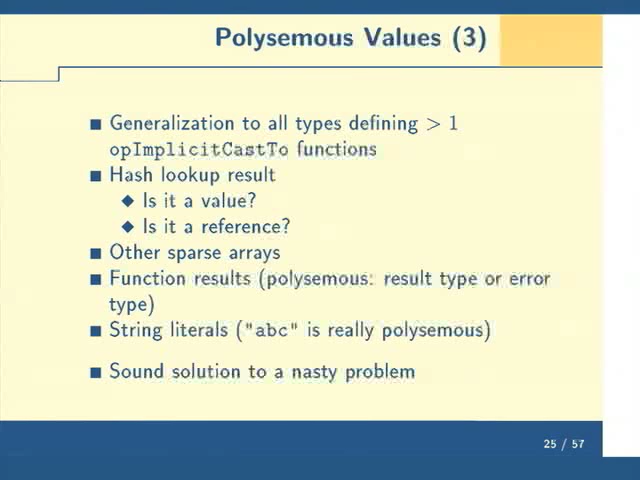 Polysemous Values (3)
Generalization to all types defining > 1
opImplicitCastTo functions
Hash lookup result
Is it a value?
Is it a reference?
Other sparse arrays
Function results (polysemous: result type or error
type)
String literals ("abc" is really polysemous)
Sound solution to a nasty problem
25 / 57